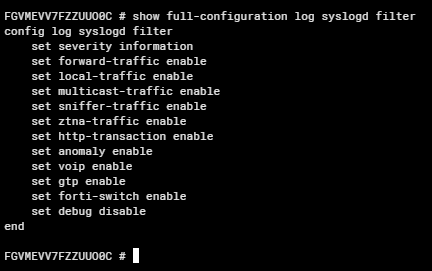 FGVMEVV7FZZUUO0C # show full-configuration log syslogd filter
config log syslogd filter
    set severity information
    set forward-traffic enable
    set local-traffic enable
    set multicast-traffic enable
    set sniffer-traffic enable
    set ztna-traffic enable
    set http-transaction enable
    set anomaly enable
    set voip enable
    set gtp enable
    set forti-switch enable
    set debug disable
end
FGVMEVV7FZZUUO0C #